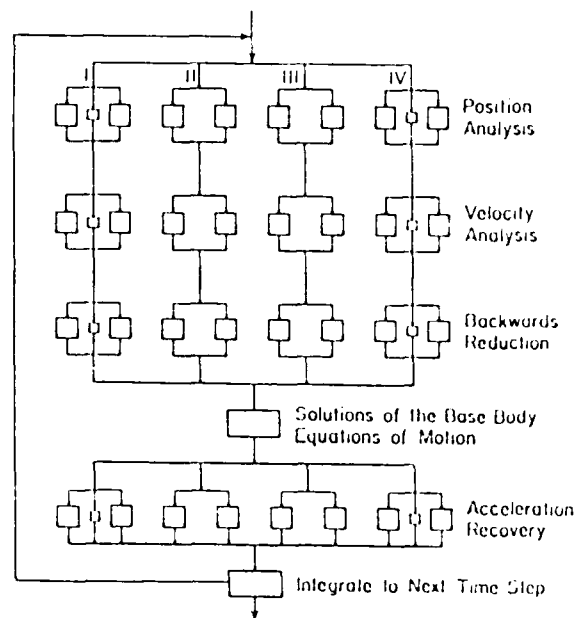 I II III IV
Position
Analysis
Velocity
Analysis
Backwards
Reduction
Solutions of the Base Body
Equations of Motion
Acceleration
Recovery
Integrate to Next Time Step